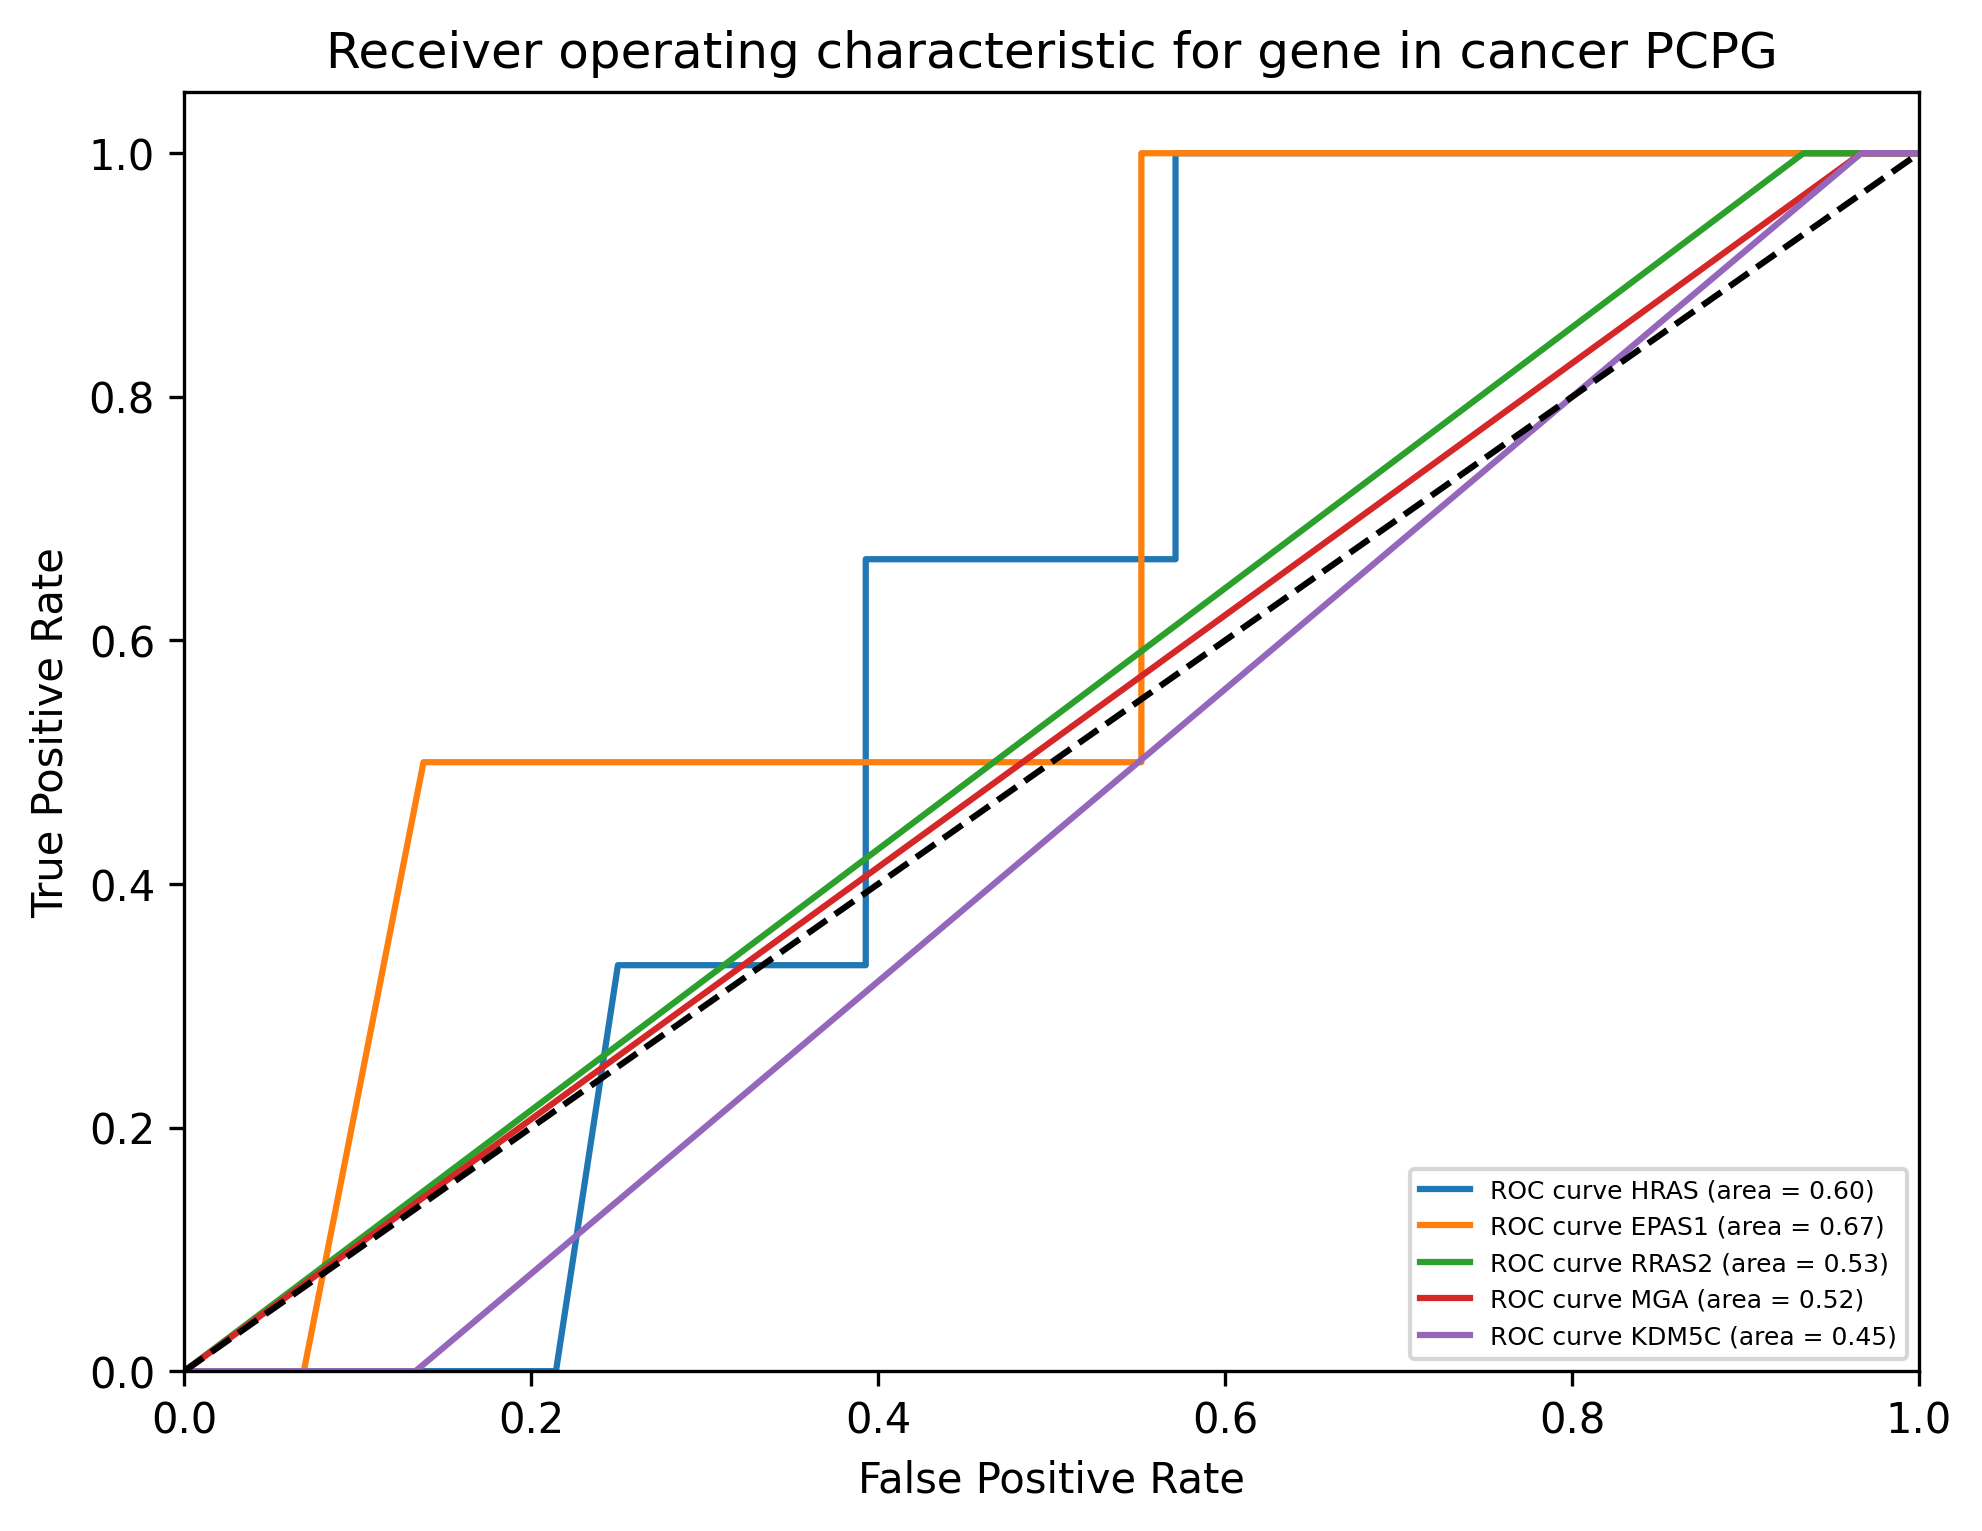 Receiver operating characteristic for gene in cancer PCPG
1.0
0.8
0.6
0.4
0.2
0.0
True Positive Rate
0.0 0.2 0.4 0.6 0.8 1.0
False Positive Rate
ROC curve HRAS (area = 0.60)
ROC curve EPAS1 (area = 0.67)
ROC curve RRAS2 (area = 0.53)
ROC curve MGA (area = 0.52)
ROC curve KDM5C (area = 0.45)